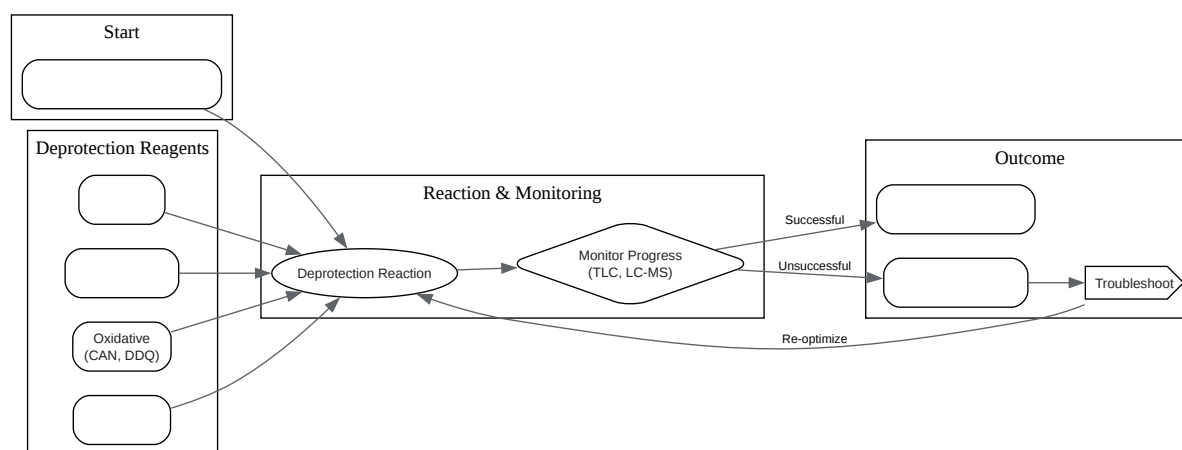 Start
Deprotection Reagents
Oxidative
(CAN, DDQ)
Reaction & Monitoring
Deprotection Reaction
Monitor Progress
(TLC, LC-MS)
Successful
Unsuccessful
Re-optimize
Outcome
Troubleshoot